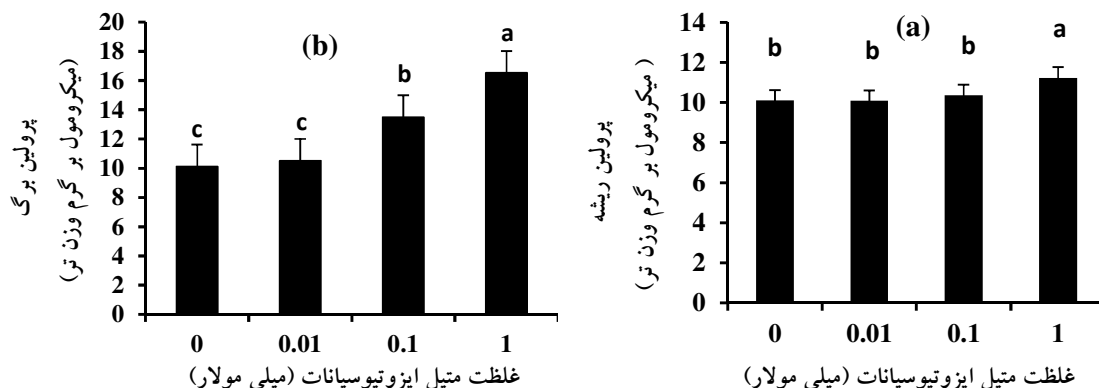 (b)
20
18
16
14
12
10
8
6
4
2
0
c
c
b
a
0 0.01 0.1 1
پرولین برگ
(میکرومول بر گرم وزن تر)
غلظت متیل ایزوتیوسیانات (میلی مولار)
(a)
14
12
10
8
6
4
2
0
b
b
b
a
0 0.01 0.1 1
پرولین ریشه
(میکرومول بر گرم وزن تر )
غلظت متیل ایزوتیوسیانات (میلی مولار)